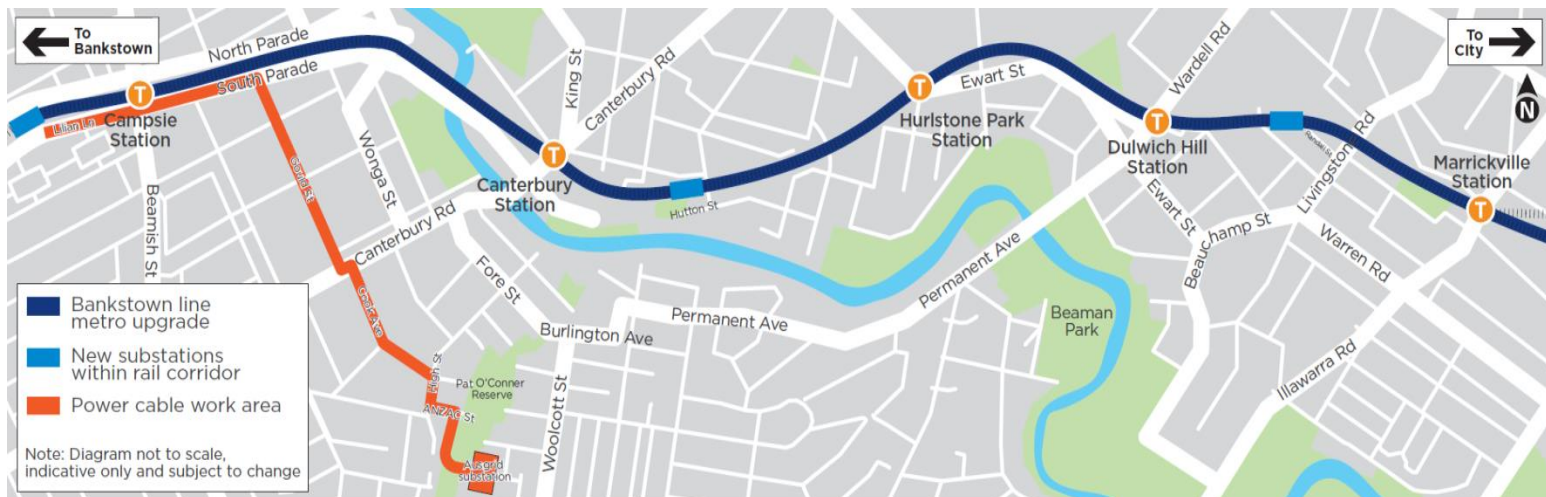 To
Bankstown
North Parade
South Parade
Campsie
Station
Lilian Ln
Beamish St
Wonga St
Canterbury Rd
King St
Canterbury Rd
Canterbury
Station
Hutton St
Fore St
Hurlstone Park
Station
Ewart St
Wardell Rd
To
City
N
Dulwich Hill
Station
Ewart St
Livingstone Rd
Marrickville
Station
Beauchamp St
Warren Rd
Illawarra Rd
Permanent Ave
Permanent Ave
Beaman
Park
Burlington Ave
Woolcott St
High St
Pat O'Conner
Reserve
ANZAC St
Ausgrid
substation
Bankstown line
metro upgrade
New substations
within rail corridor
Power cable work area
Note: Diagram not to scale,
indicative only and subject to change
T
T
T
T
T